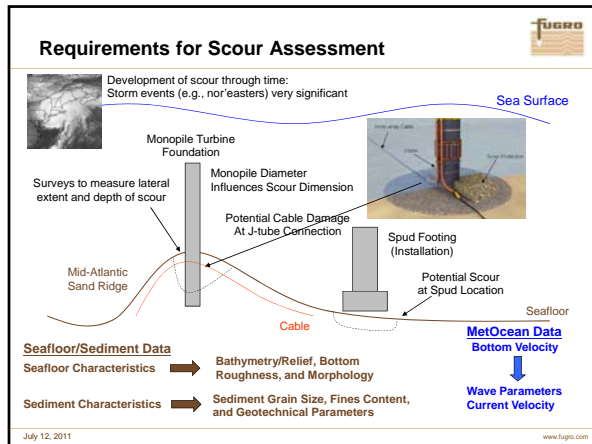 Requirements for Scour Assessment
fugro
Development of scour through time:
Storm events (e.g., nor'easters) very significant
Sea Surface
Monopile Turbine
Foundation
Monopile Diameter
Influences Scour Dimension
Surveys to measure lateral
extent and depth of scour
Potential Cable Damage
At J-tube Connection
Spud Footing
(Installation)
Mid-Atlantic
Sand Ridge
Potential Scour
at Spud Location
Seafloor
Cable
Seafloor/Sediment Data
MetOcean Data
Bottom Velocity
Seafloor Characteristics
Bathymetry/Relief, Bottom
Roughness, and Morphology
Wave Parameters
Current Velocity
Sediment Characteristics
Sediment Grain Size, Fines Content,
and Geotechnical Parameters
July 12, 2011
www.fugro.com